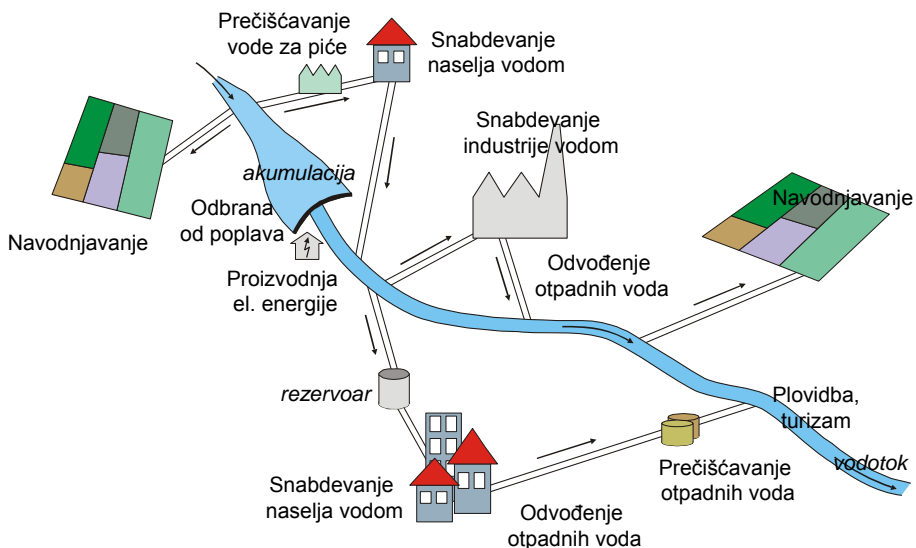 Prečišćavanje
vode za piće
Snabdevanje
naselja vodom
Snabdevanje
industrije vodom
akumulacija
Navodnjavanje
Odbrana
od poplava
Navodnjavanje
Proizvodnja
el. energije
Odvođenje
otpadnih voda
rezervoar
Plovidba,
turizam
vodotok
Prečišćavanje
otpadnih voda
Snabdevanje
naselja vodom
Odvođenje
otpadnih voda